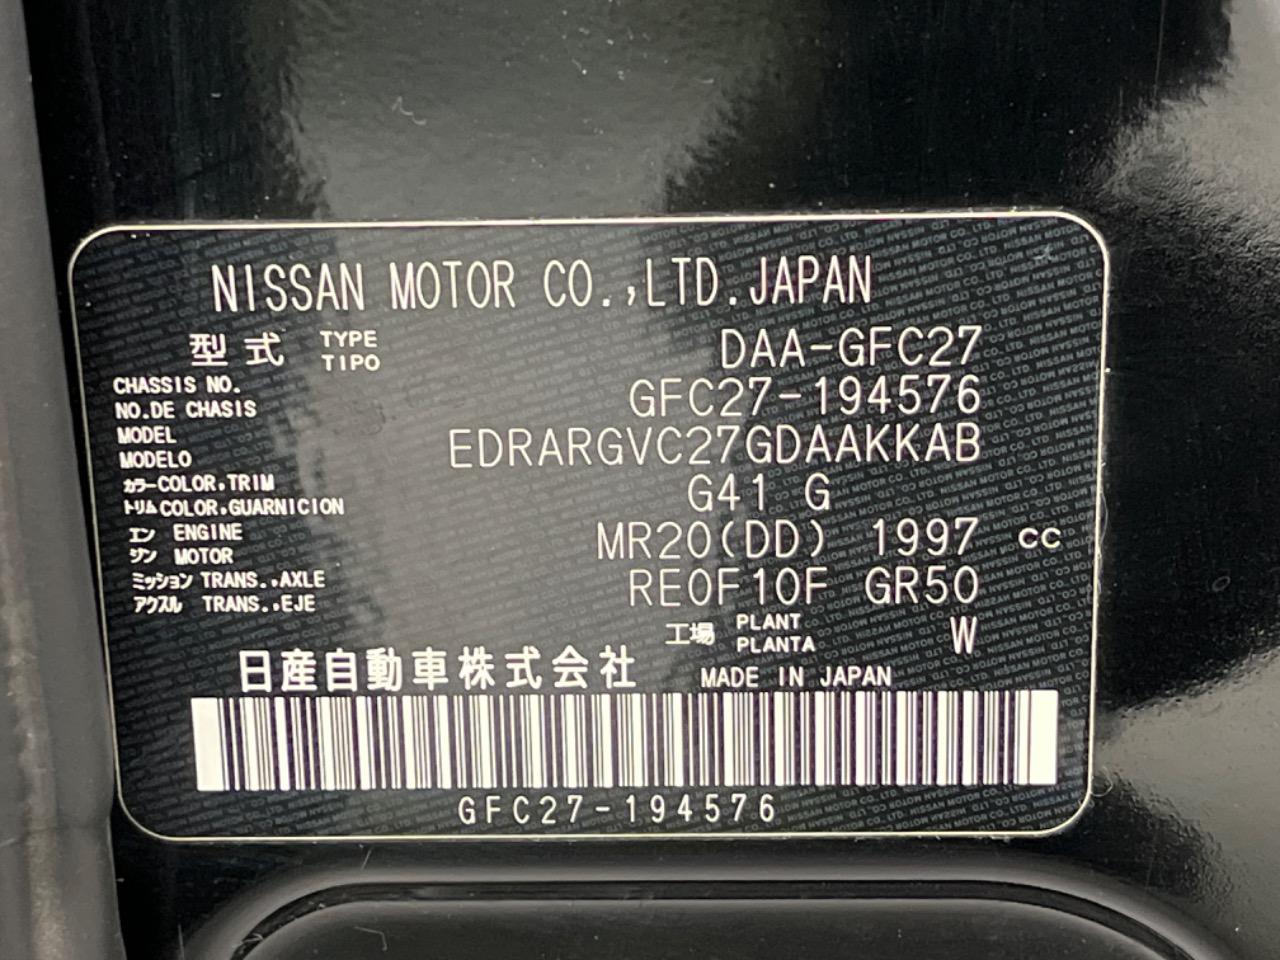 NISSAN MOTOR CO.,LTD.JAPAN
型式 TYPE TIPO DAA-GFC27
CHASSIS NO.
NO.DE CHASIS GFC27-194576
MODEL
MODELO EDRARGVC27GDAAKKAB
カラー COLOR,TRIM
トリム COLOR,GUARNICION G41 G
エン ENGINE
ジン MOTOR MR20(DD) 1997 cc
ミッション TRANS.,AXLE
アクスル TRANS.,EJE RE0F10F GR50
工場 PLANT PLANTA W
日産自動車株式会社 MADE IN JAPAN
GFC27-194576